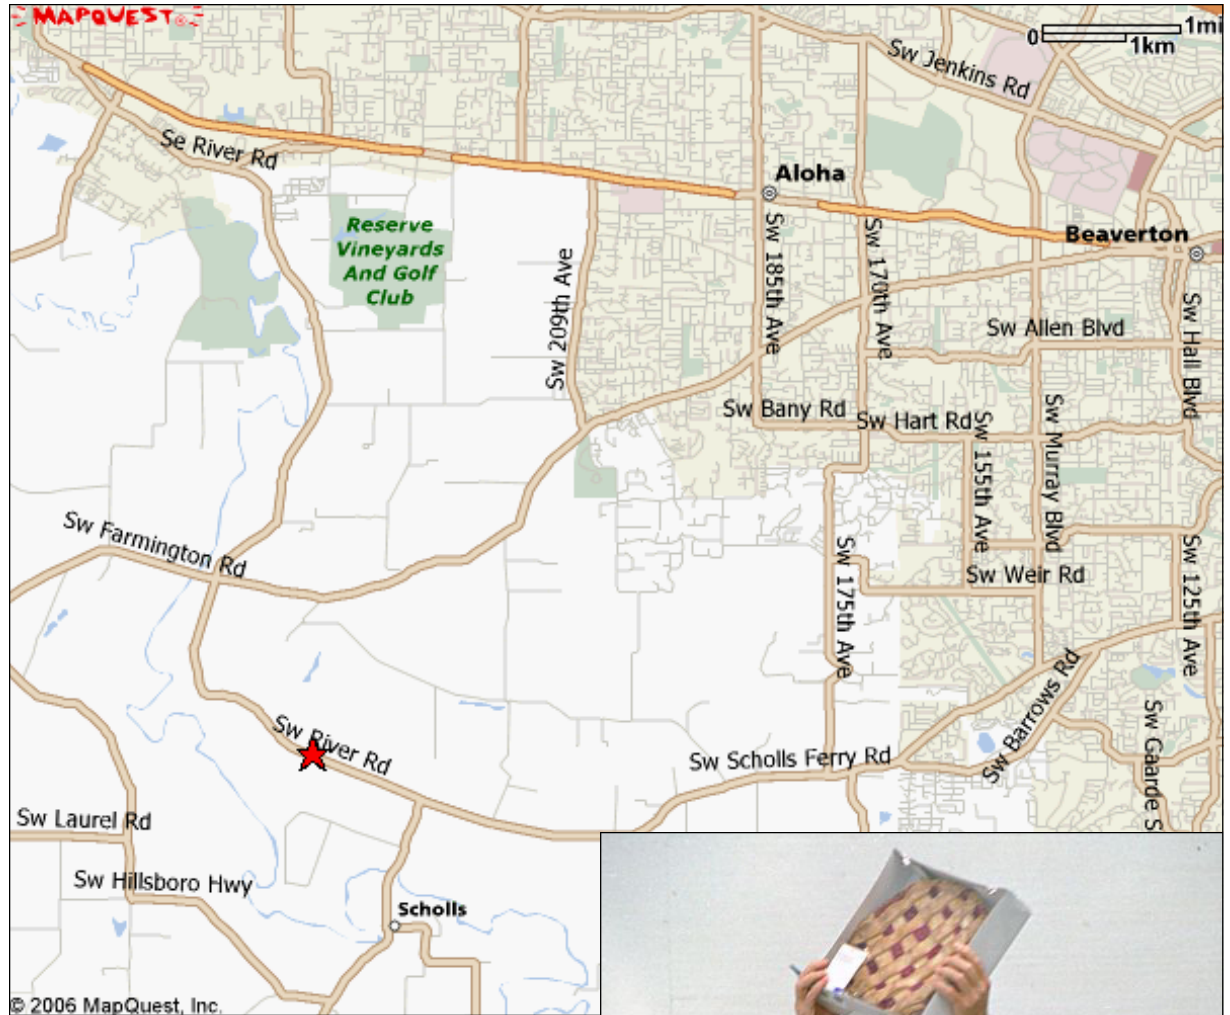 MAPQUEST
0
1mi
1km
Sw Jenkins Rd
Se River Rd
Aloha
Reserve
Vineyards
And Golf
Club
Beaverton
Sw 185th Ave
Sw 170th Ave
Sw 209th Ave
Sw Allen Blvd
Sw Hall Blvd
Sw Bany Rd
Sw Hart Rd
Sw 155th Ave
Sw Murray Blvd
Sw Farmington Rd
Sw 175th Ave
Sw Weir Rd
Sw 125th Ave
Sw River Rd
Sw Barrows Rd
Sw Scholls Ferry Rd
Sw Gaarde S
Sw Laurel Rd
Sw Hillsboro Hwy
Scholls
© 2006 MapQuest, Inc.